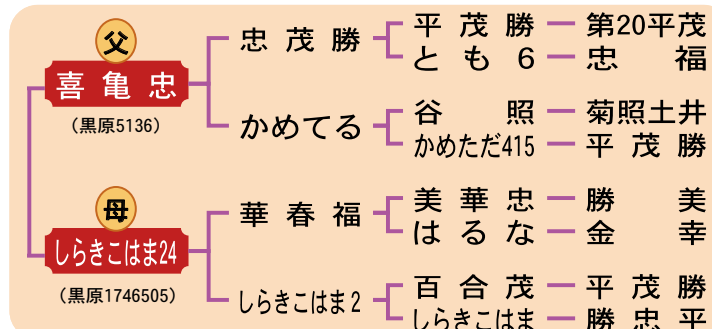 父
喜亀忠
(黒原5136)
忠茂勝
平茂勝
第20平茂
とも6
忠福
かめてる
谷照
菊照土井
かめただ415
平茂勝
母
しらきこはま24
(黒原1746505)
華春福
美華忠
勝美
はるな
金幸
しらきこはま2
百合茂
平茂勝
しらきこはま
勝忠平